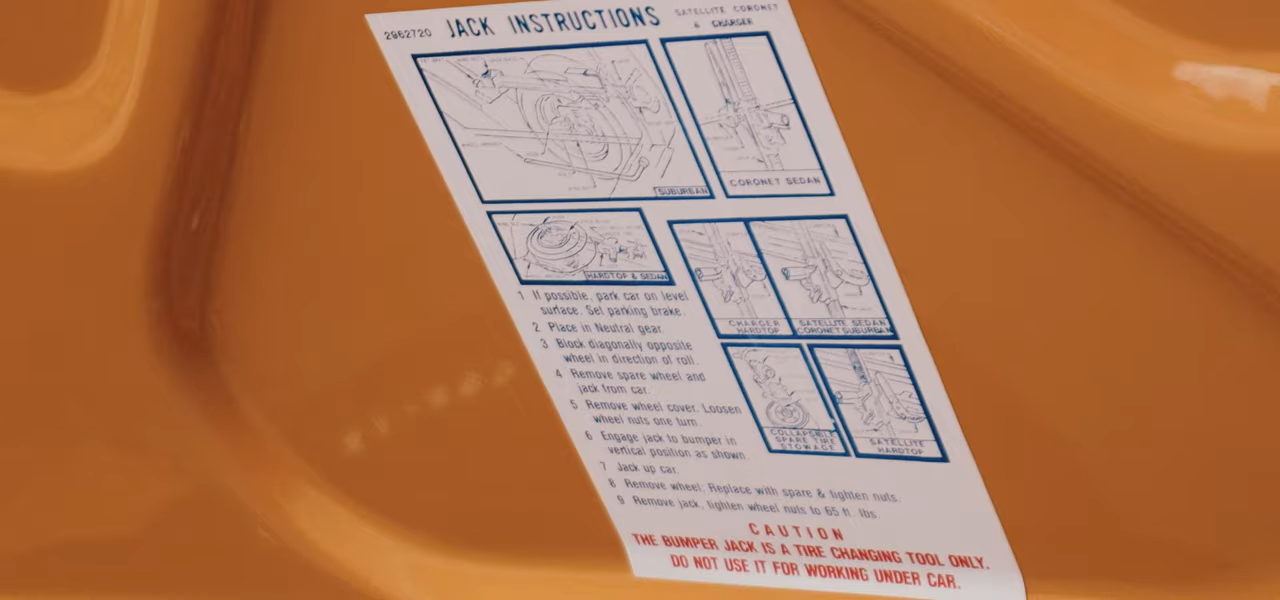 2962720 JACK INSTRUCTIONS SATELLITE CORONET
& CHARGER
SUBURBAN
CORONET SEDAN
HARDTOP & SEDAN
CHARGER
HARDTOP
SATELLITE SEDAN
CORONET SUBURBAN
COLLAPSIBLE
SPARE TIRE
STOWAGE
SATELLITE
HARDTOP
1 If possible, park car on level
surface. Set parking brake.
2 Place in Neutral gear.
3 Block diagonally opposite
wheel in direction of roll.
4 Remove spare wheel and
jack from car.
5 Remove wheel cover. Loosen
wheel nuts one turn.
6 Engage jack to bumper in
vertical position as shown.
7 Jack up car.
8 Remove wheel: Replace with spare & tighten nuts.
9 Remove jack, tighten wheel nuts to 65 ft. lbs.
CAUTION
THE BUMPER JACK IS A TIRE CHANGING TOOL ONLY.
DO NOT USE IT FOR WORKING UNDER CAR.